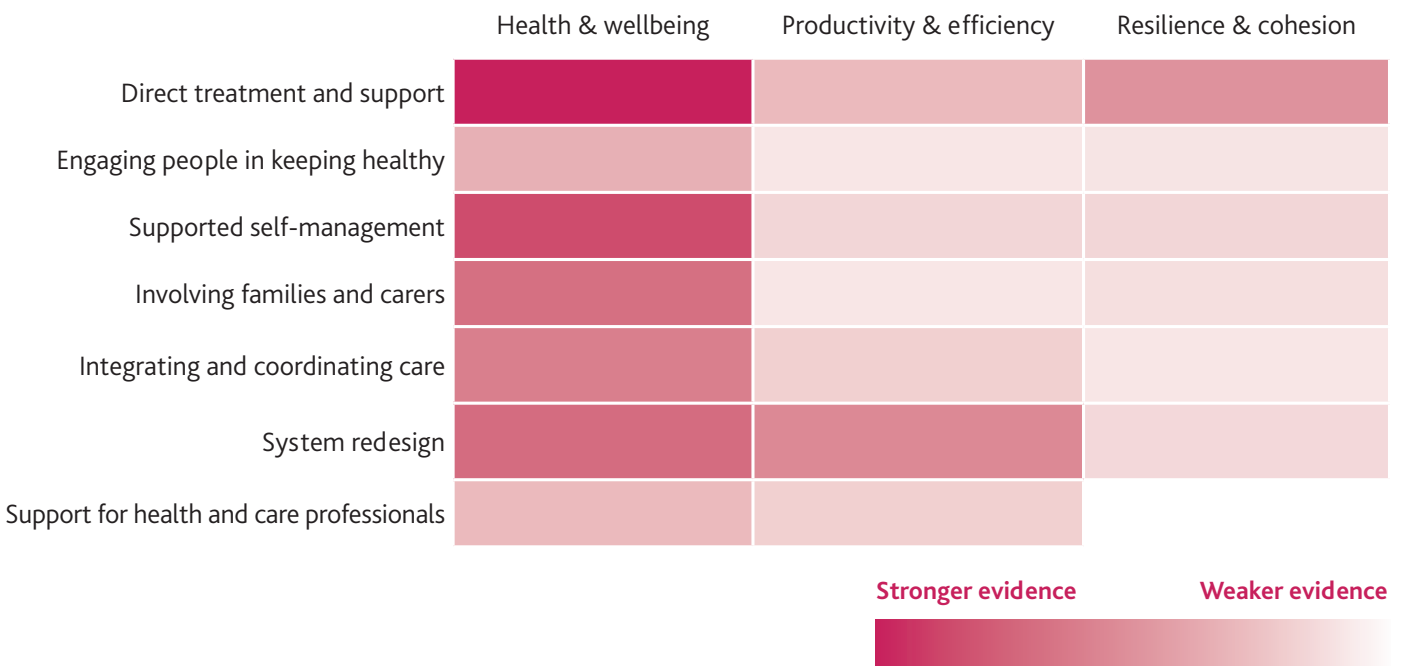 Health & wellbeing
Productivity & efficiency
Resilience & cohesion
Direct treatment and support
Engaging people in keeping healthy
Supported self-management
Involving families and carers
Integrating and coordinating care
System redesign
Support for health and care professionals
Stronger evidence
Weaker evidence